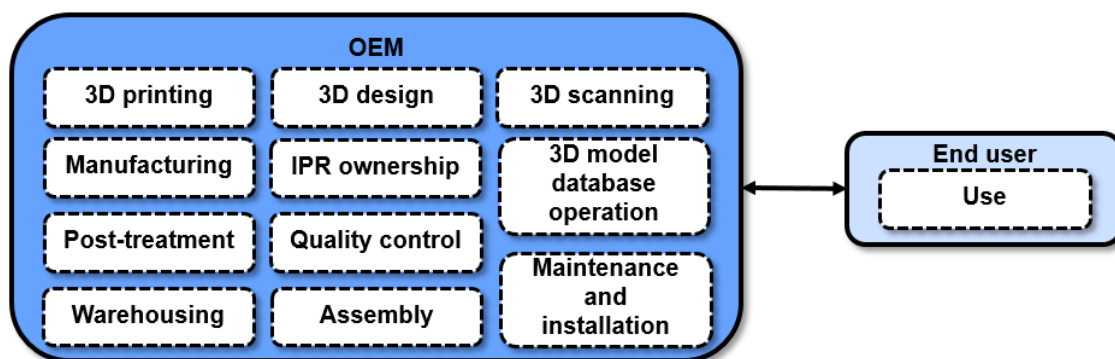 OEM
3D printing
3D design
3D scanning
Manufacturing
IPR ownership
3D model
database
operation
Post-treatment
Quality control
Maintenance
and
installation
Warehousing
Assembly
End user
Use